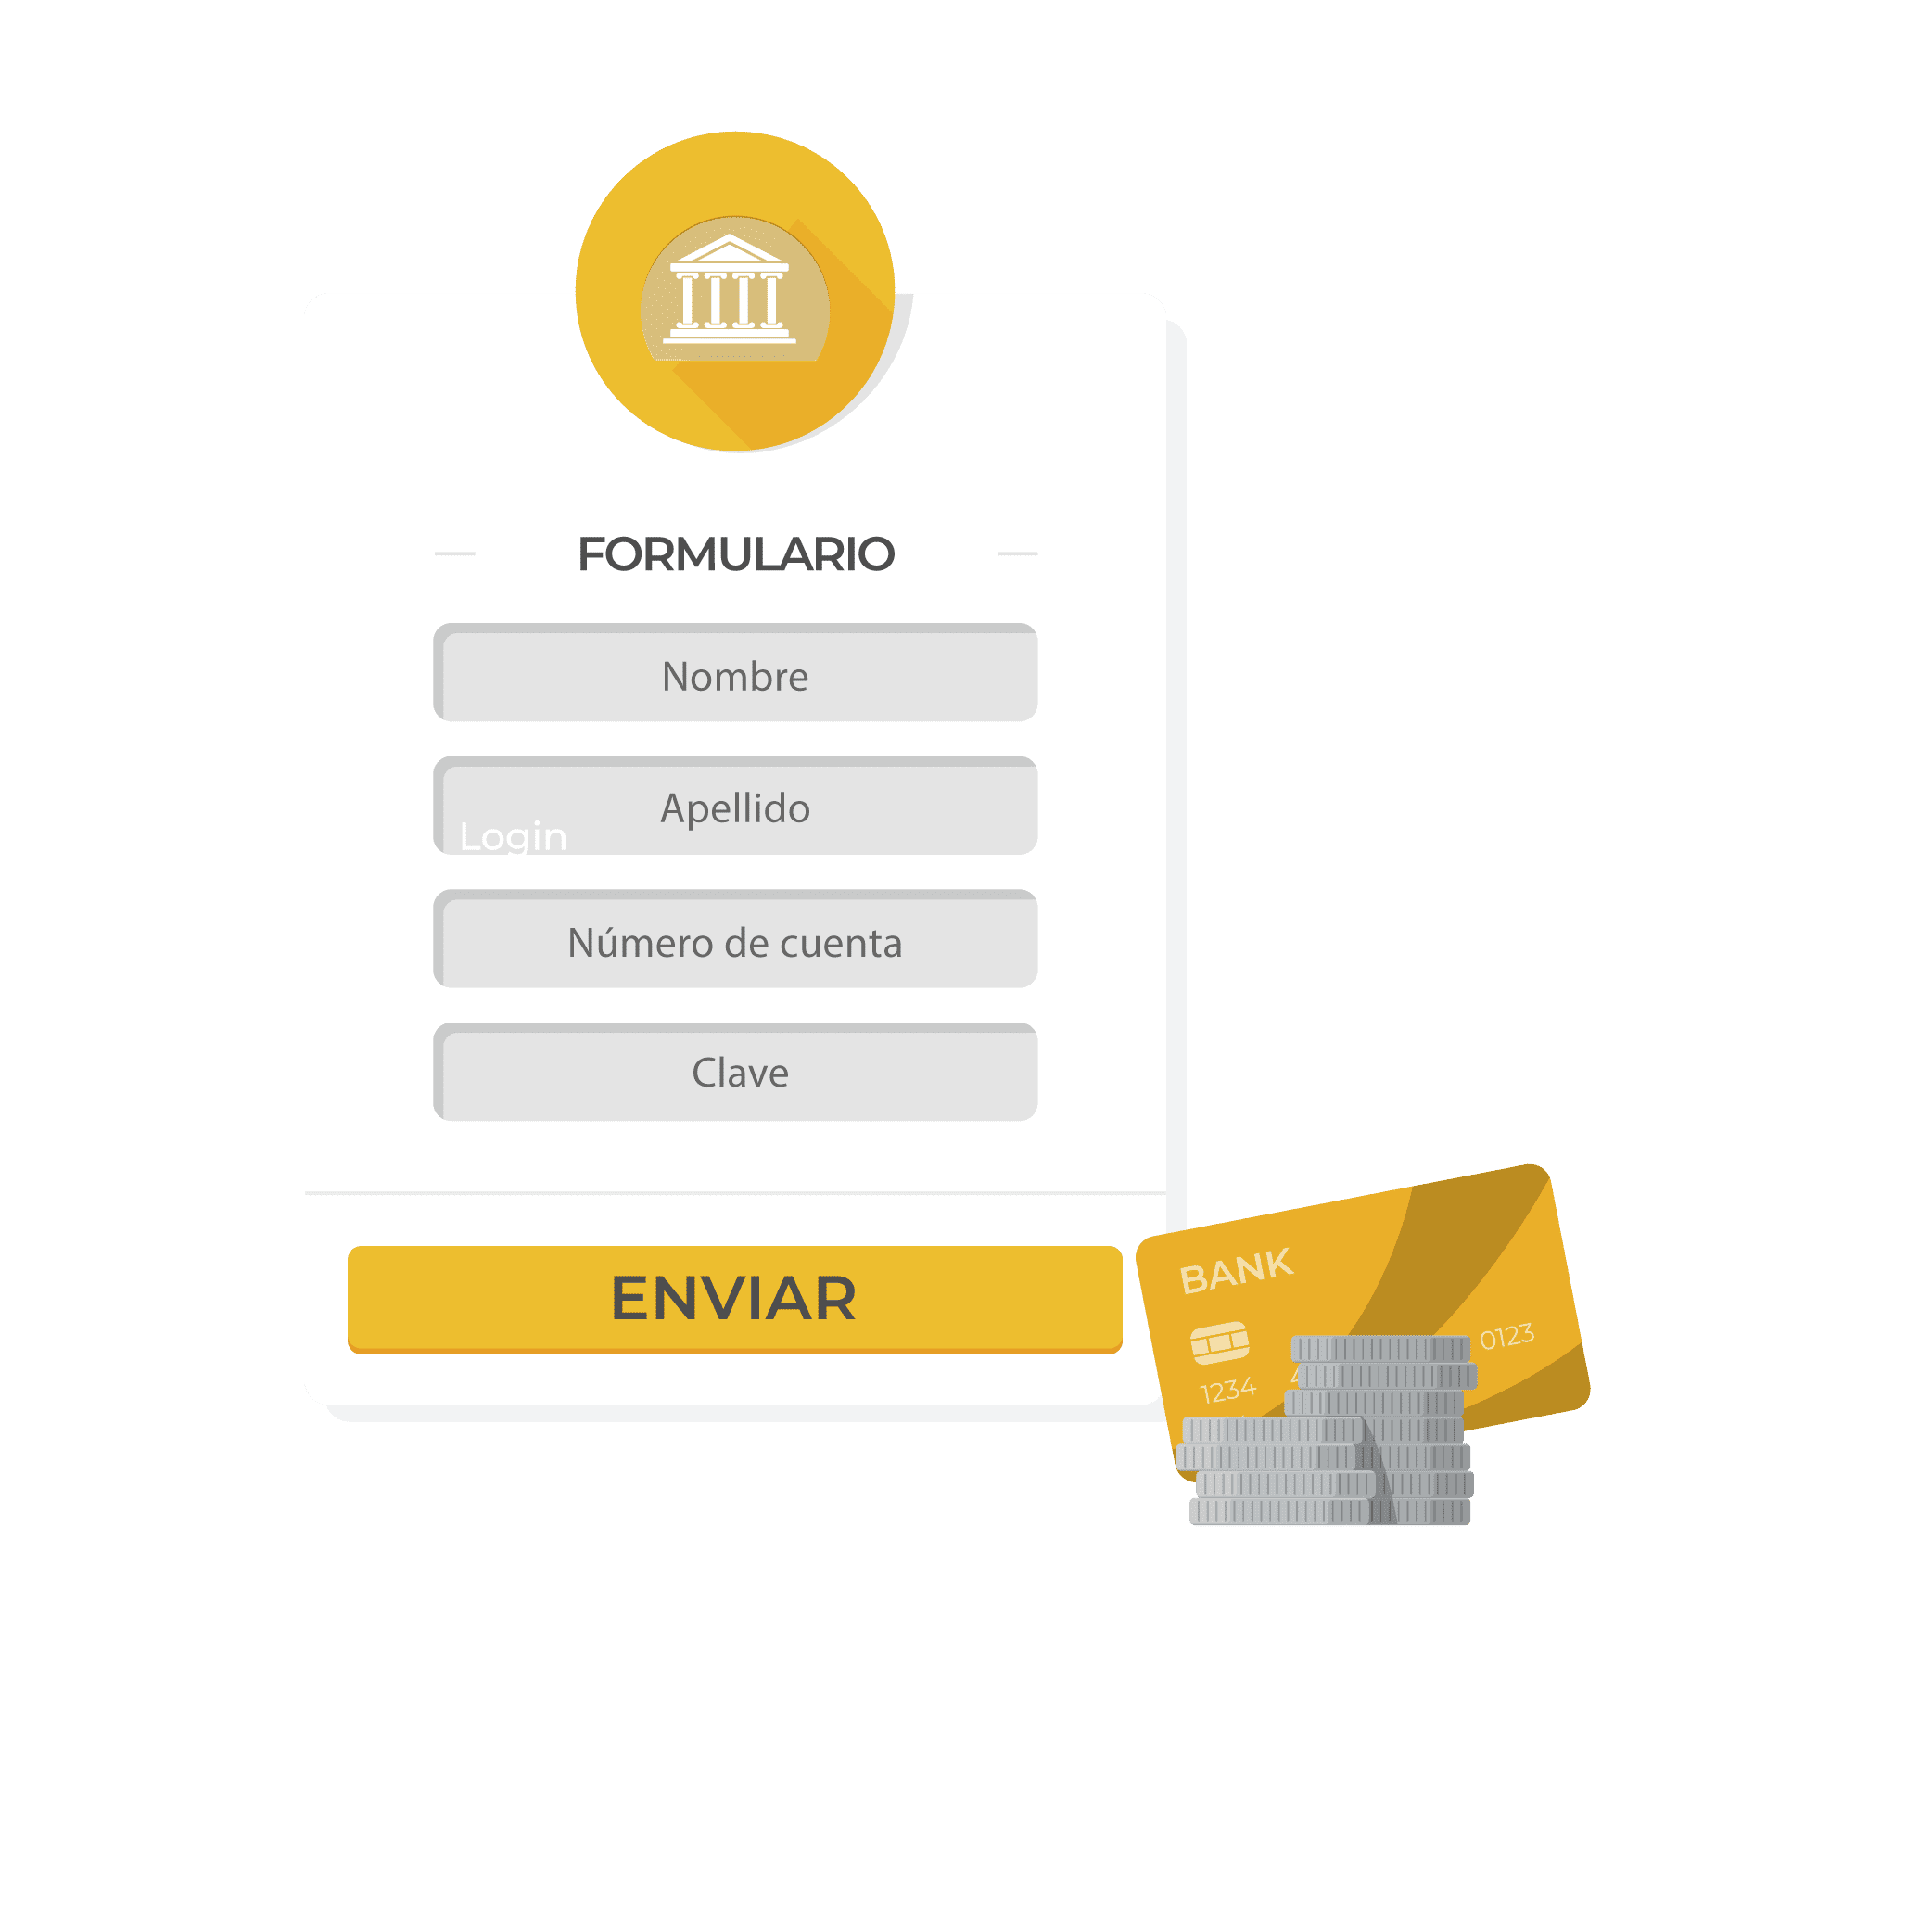 FORMULARIO
Nombre
Apellido
Login
Número de cuenta
Clave
ENVIAR
BANK
0123
1234